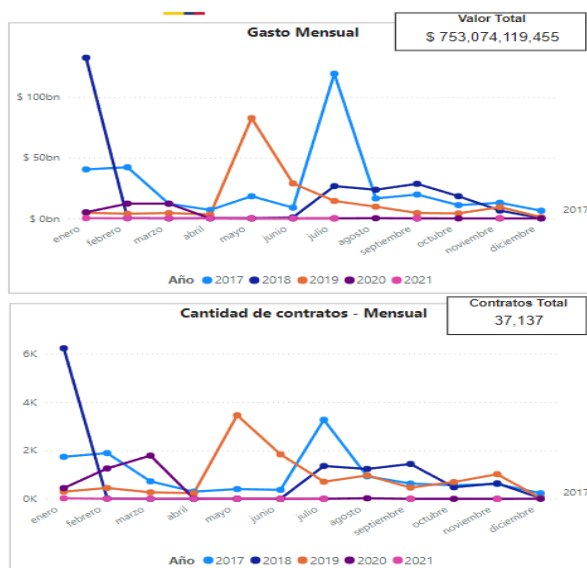 Valor Total
$ 753,074,119,455
Gasto Mensual
$ 100bn
$ 50bn
$ 0bn
enero febrero marzo abril mayo junio julio agosto septiembre octubre noviembre diciembre
2017
Año 2017 2018 2019 2020 2021
Contratos Total
37,137
Cantidad de contratos - Mensual
6K
4K
2K
0K
enero febrero marzo abril mayo junio julio agosto septiembre octubre noviembre diciembre
2017
Año 2017 2018 2019 2020 2021